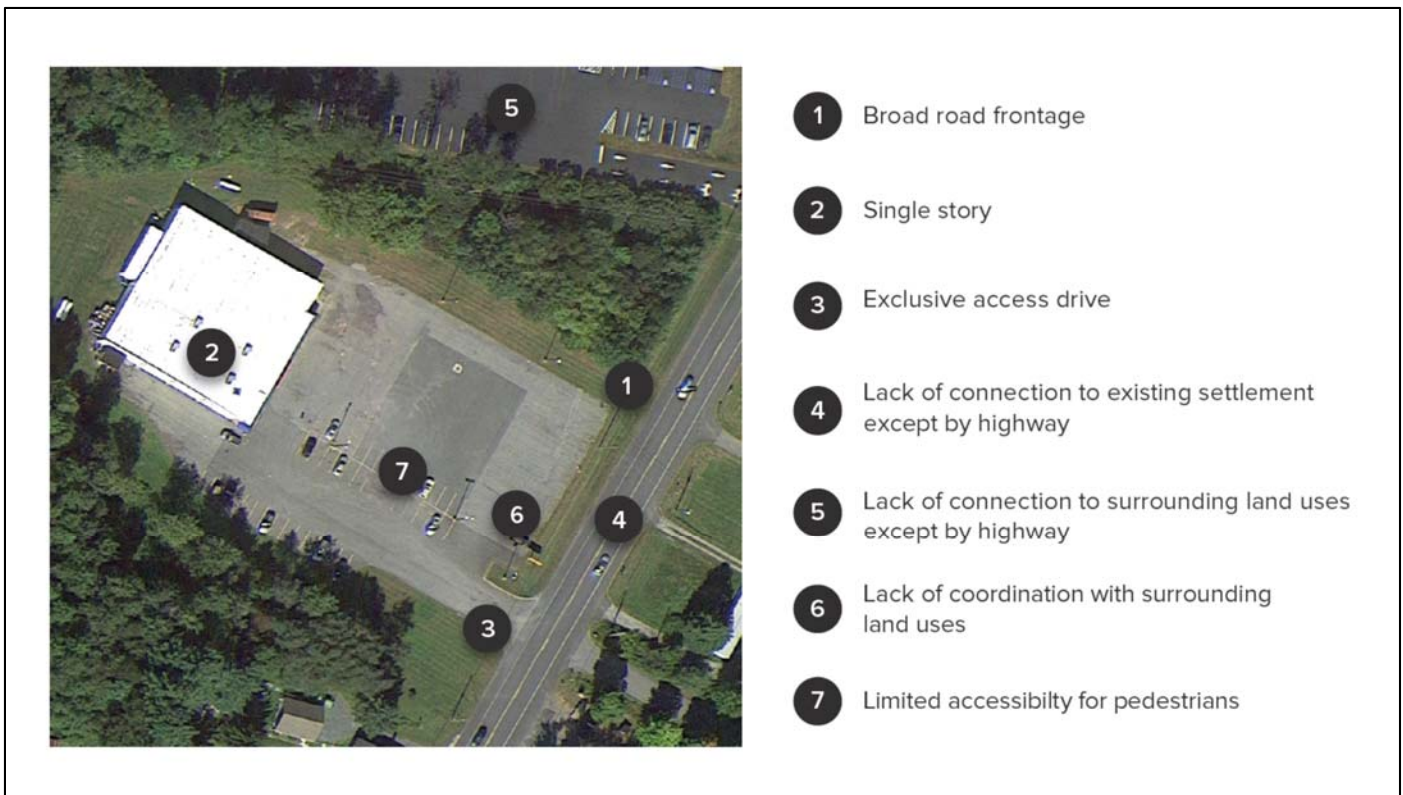 5
2
1
7
6
4
3
1 Broad road frontage
2 Single story
3 Exclusive access drive
4 Lack of connection to existing settlement
except by highway
5 Lack of connection to surrounding land uses
except by highway
6 Lack of coordination with surrounding
land uses
7 Limited accessibilty for pedestrians